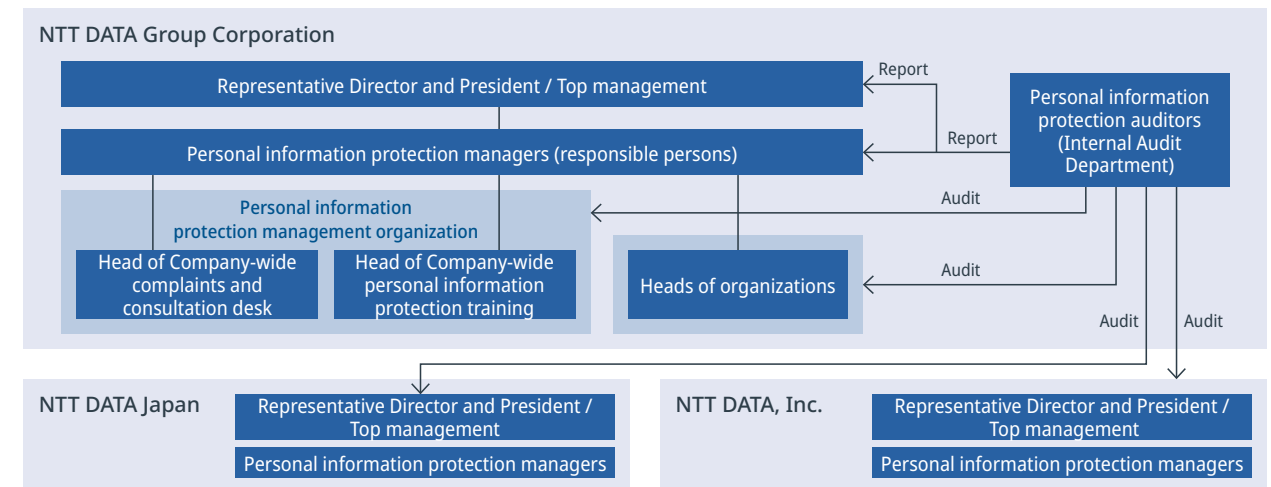 NTT DATA Group Corporation
Representative Director and President / Top management
Report
Personal information
protection auditors
(Internal Audit
Department)
Personal information protection managers (responsible persons)
Report
Personal information
protection management organization
Audit
Head of Company-wide
complaints and
consultation desk
Head of Company-wide
personal information
protection training
Heads of organizations
Audit
Audit
Audit
NTT DATA Japan
Representative Director and President /
Top management
Personal information protection managers
NTT DATA, Inc.
Representative Director and President /
Top management
Personal information protection managers